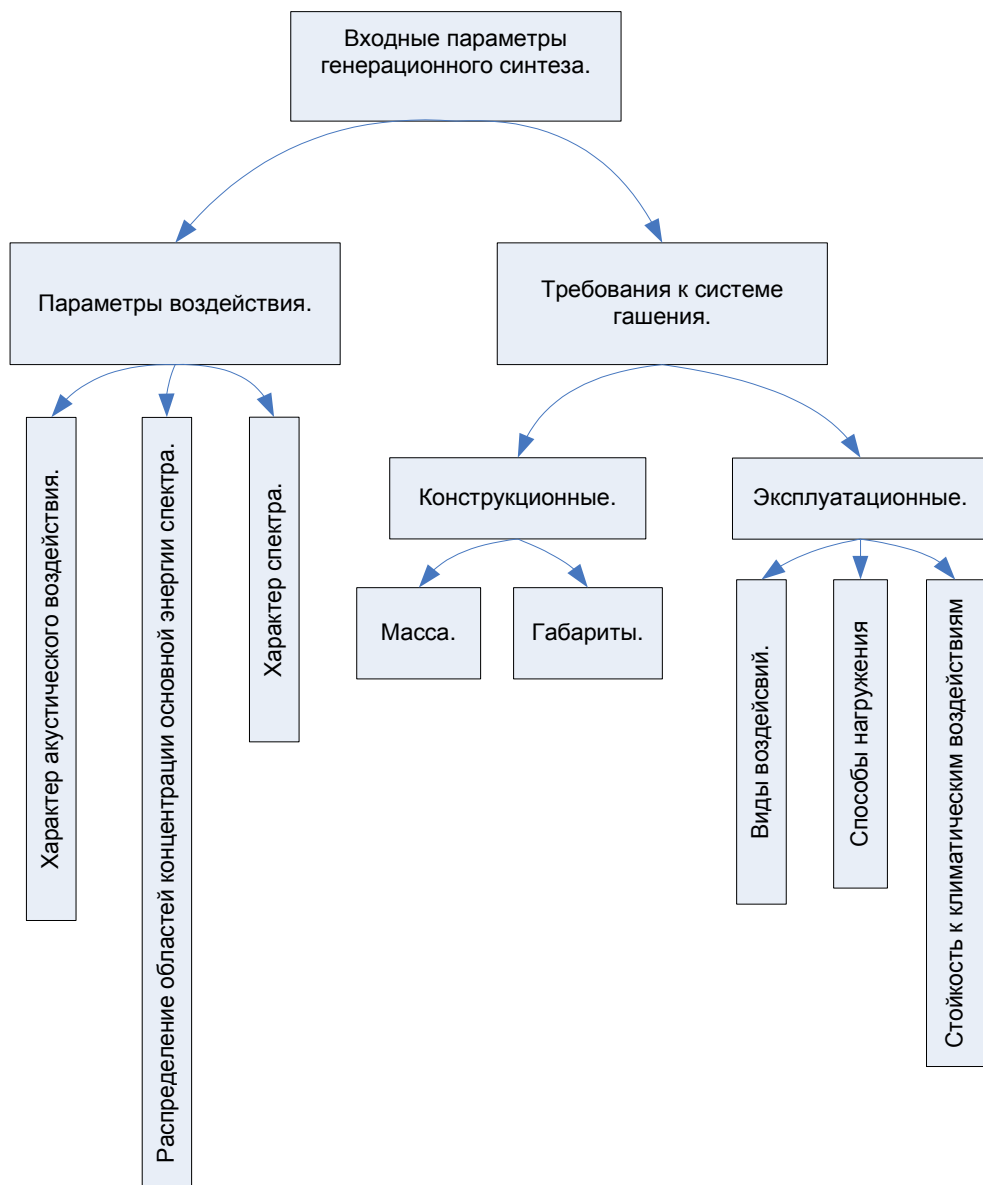 Входные параметры
генерационного синтеза.
Параметры воздействия.
Требования к системе
гашения.
Характер акустического воздействия.
Распределение областей концентрации основной энергии спектра.
Характер спектра.
Конструкционные.
Эксплуатационные.
Масса.
Габариты.
Виды воздейсвий.
Способы нагружения
Стойкость к климатическим воздействиям